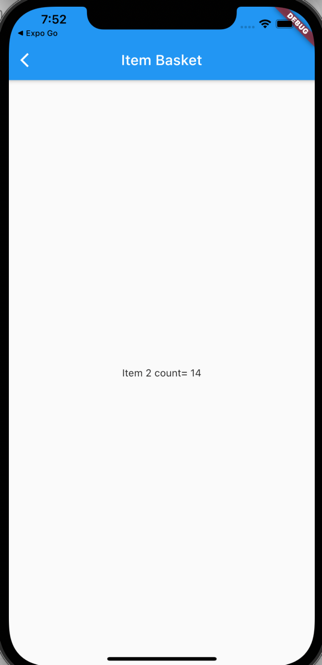 7:52
DEBUG
◀ Expo Go
Item Basket
Item 2 count= 14